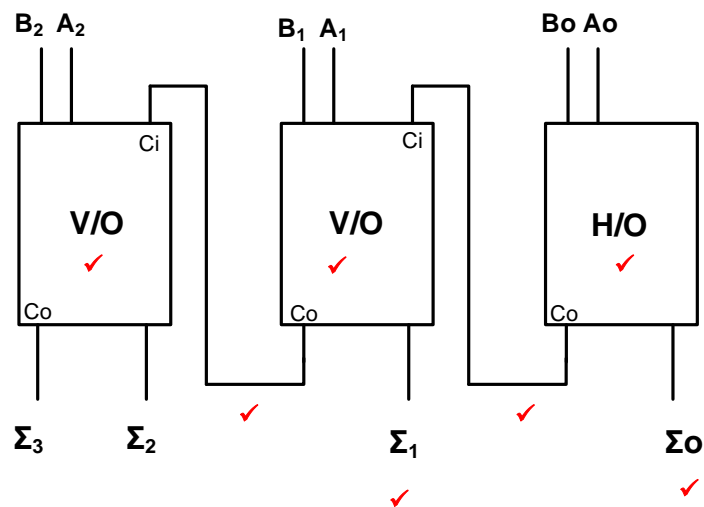 B₂ A₂ B₁ A₁ Bo Ao
Ci Ci
V/O V/O H/O
Co Co Co
Σ₃ Σ₂ Σ₁ Σo